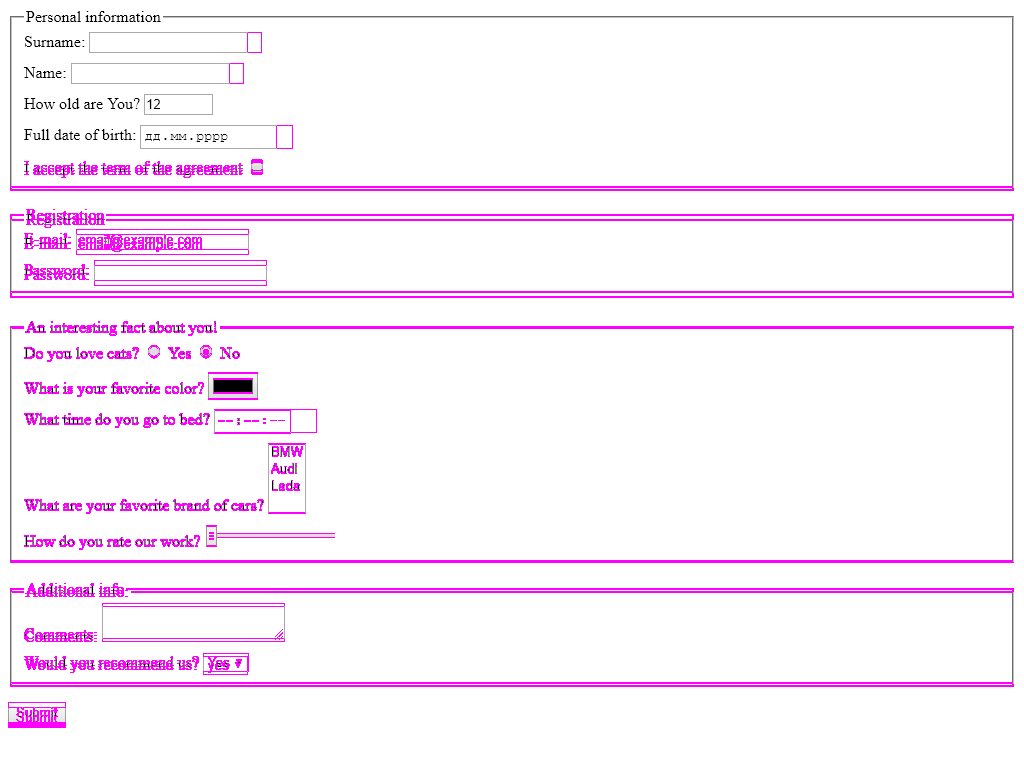 Personal information
Surname:
Name:
How old are You? 12
Full date of birth: дд.мм.гггг
I accept the term of the agreement
Registration
E-mail: email@example.com
Password:
An interesting fact about you!
Do you love cats? Yes No
What is your favorite color?
What time do you go to bed? --:--:--
BMW
Audi
Lada
What are your favorite brand of cars?
How do you rate our work?
Additional info:
Comments:
Would you recommend us? Yes
Submit